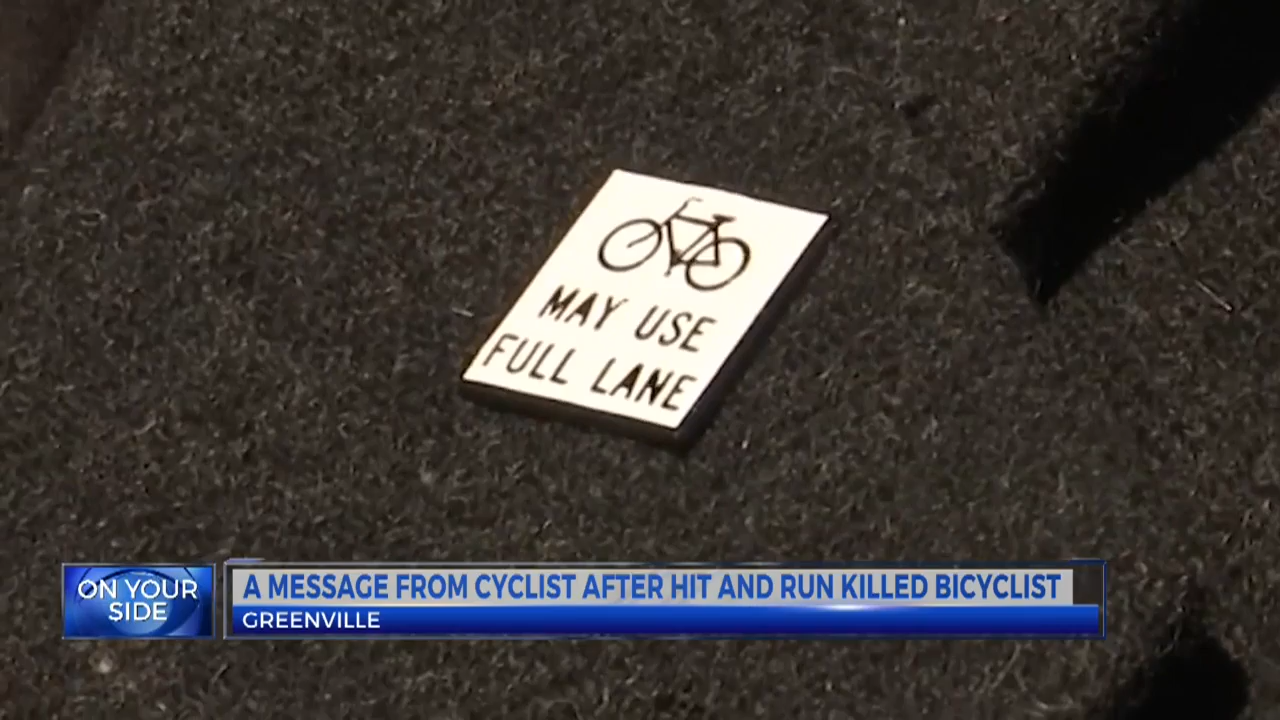 MAY USE
FULL LANE
ON YOUR
SIDE
A MESSAGE FROM CYCLIST AFTER HIT AND RUN KILLED BICYCLIST
GREENVILLE